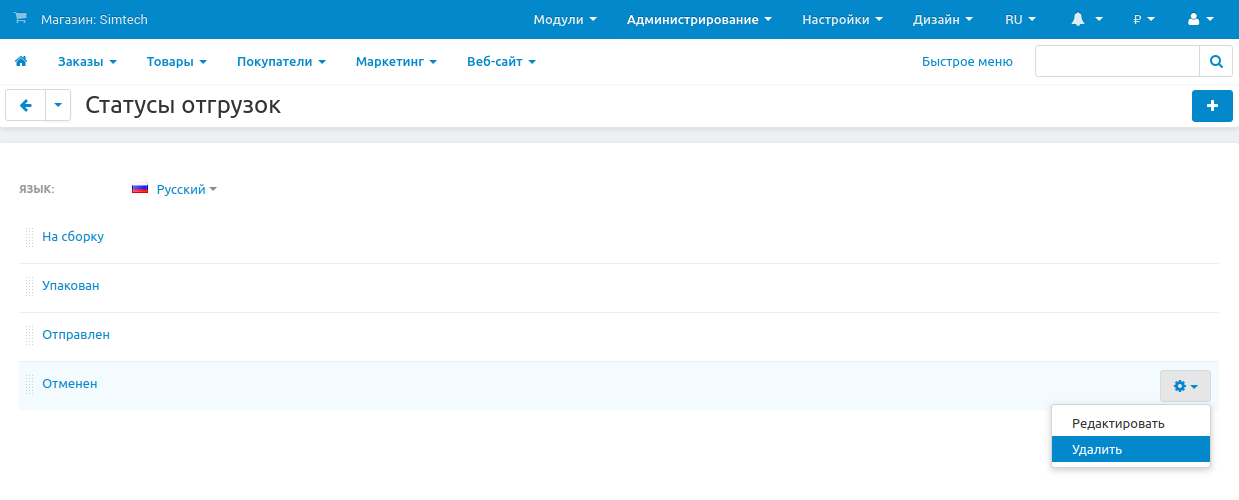 Магазин: Simtech Модули Администрирование Настройки Дизайн RU ₽
Заказы Товары Покупатели Маркетинг Веб-сайт Быстрое меню
Статусы отгрузок
ЯЗЫК: Русский
На сборку
Упакован
Отправлен
Отменен
Редактировать
Удалить